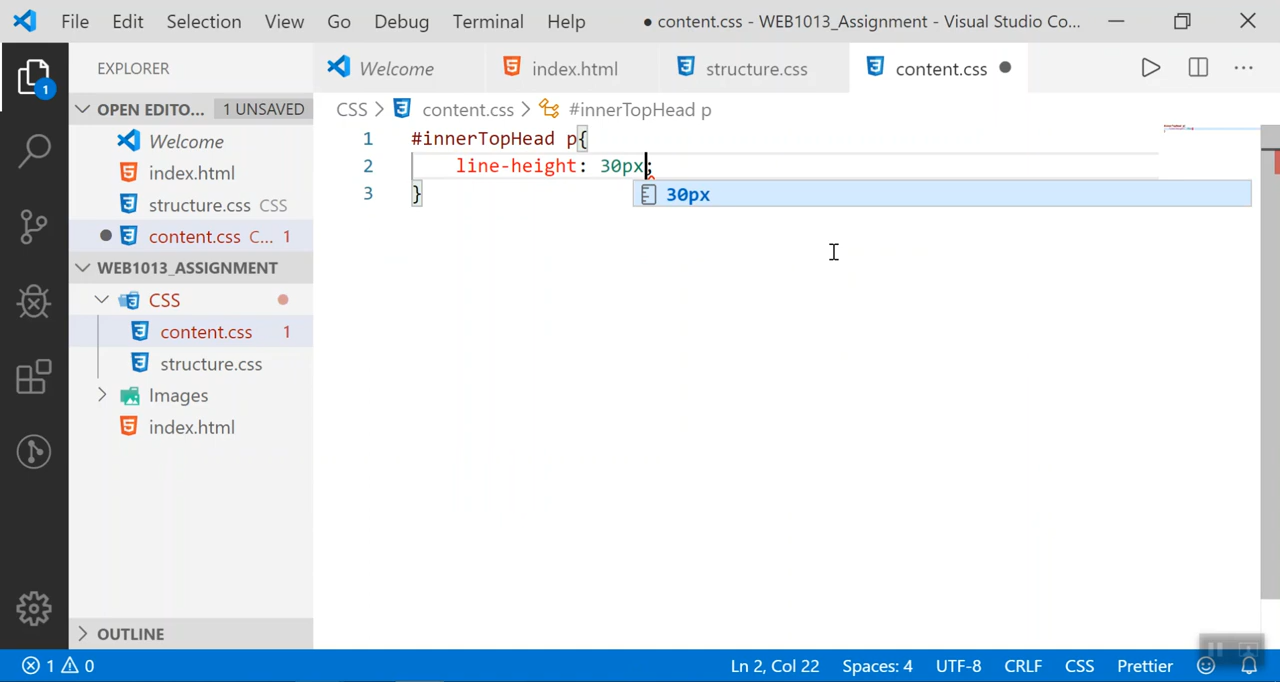 File Edit Selection View Go Debug Terminal Help ● content.css - WEB1013_Assignment - Visual Studio Co...
EXPLORER Welcome index.html structure.css content.css ●
OPEN EDITO... 1 UNSAVED CSS > content.css > #innerTopHead p
Welcome
index.html
structure.css CSS
content.css C... 1
WEB1013_ASSIGNMENT
CSS
content.css 1
structure.css
Images
index.html
OUTLINE
1
1 #innerTopHead p{
2 line-height: 30px;
3 }
30px
1 0 Ln 2, Col 22 Spaces: 4 UTF-8 CRLF CSS Prettier